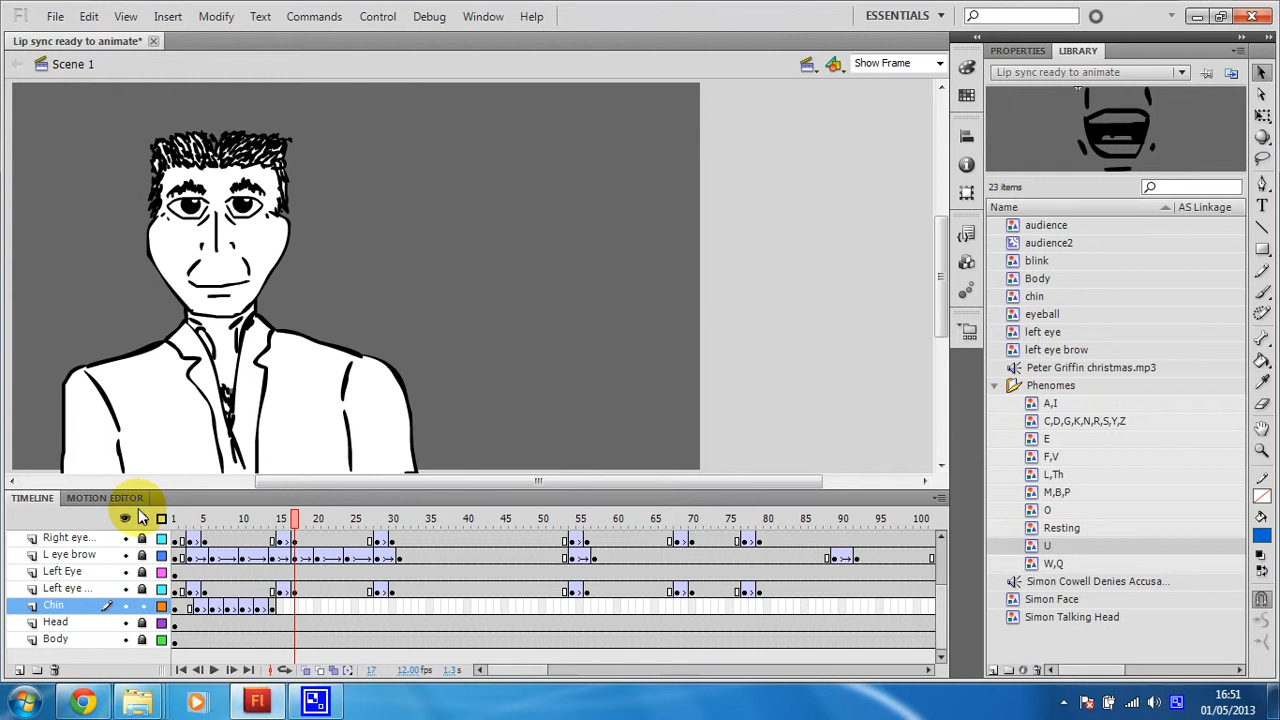 Fl File Edit View Insert Modify Text Commands Control Debug Window Help ESSENTIALS
Lip sync ready to animate*
Scene 1 Show Frame
PROPERTIES LIBRARY
Lip sync ready to animate
23 items
Name AS Linkage
audience
audience2
blink
Body
chin
eyeball
left eye
left eye brow
Peter Griffin christmas.mp3
Phenomes
A,I
C,D,G,K,N,R,S,Y,Z
E
F,V
L,Th
M,B,P
O
Resting
U
W,Q
Simon Cowell Denies Accusa...
Simon Face
Simon Talking Head
TIMELINE MOTION EDITOR
1 5 10 15 20 25 30 35 40 45 50 55 60 65 70 75 80 85 90 95 100
Right eye...
L eye brow
Left Eye
Left eye ...
Chin
Head
Body
17 12.00 fps 1.3 s
Fl
16:51
01/05/2013